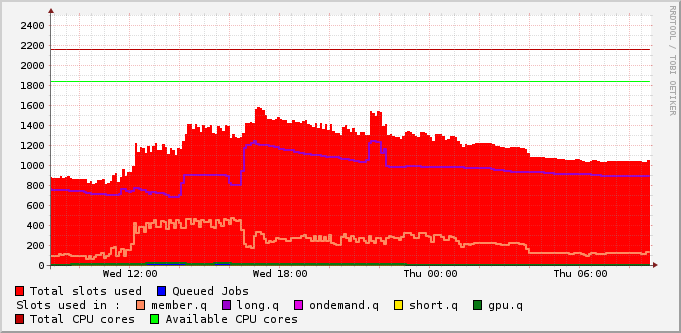 RRDTOOL / TOBI OETIKER
2400
2200
2000
1800
1600
1400
1200
1000
800
600
400
200
0
Wed 12:00 Wed 18:00 Thu 00:00 Thu 06:00
Total slots used Queued Jobs
Slots used in : member.q long.q ondemand.q short.q gpu.q
Total CPU cores Available CPU cores